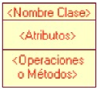 <Nombre Clase>
<Atributos>
<Operaciones
o Métodos>